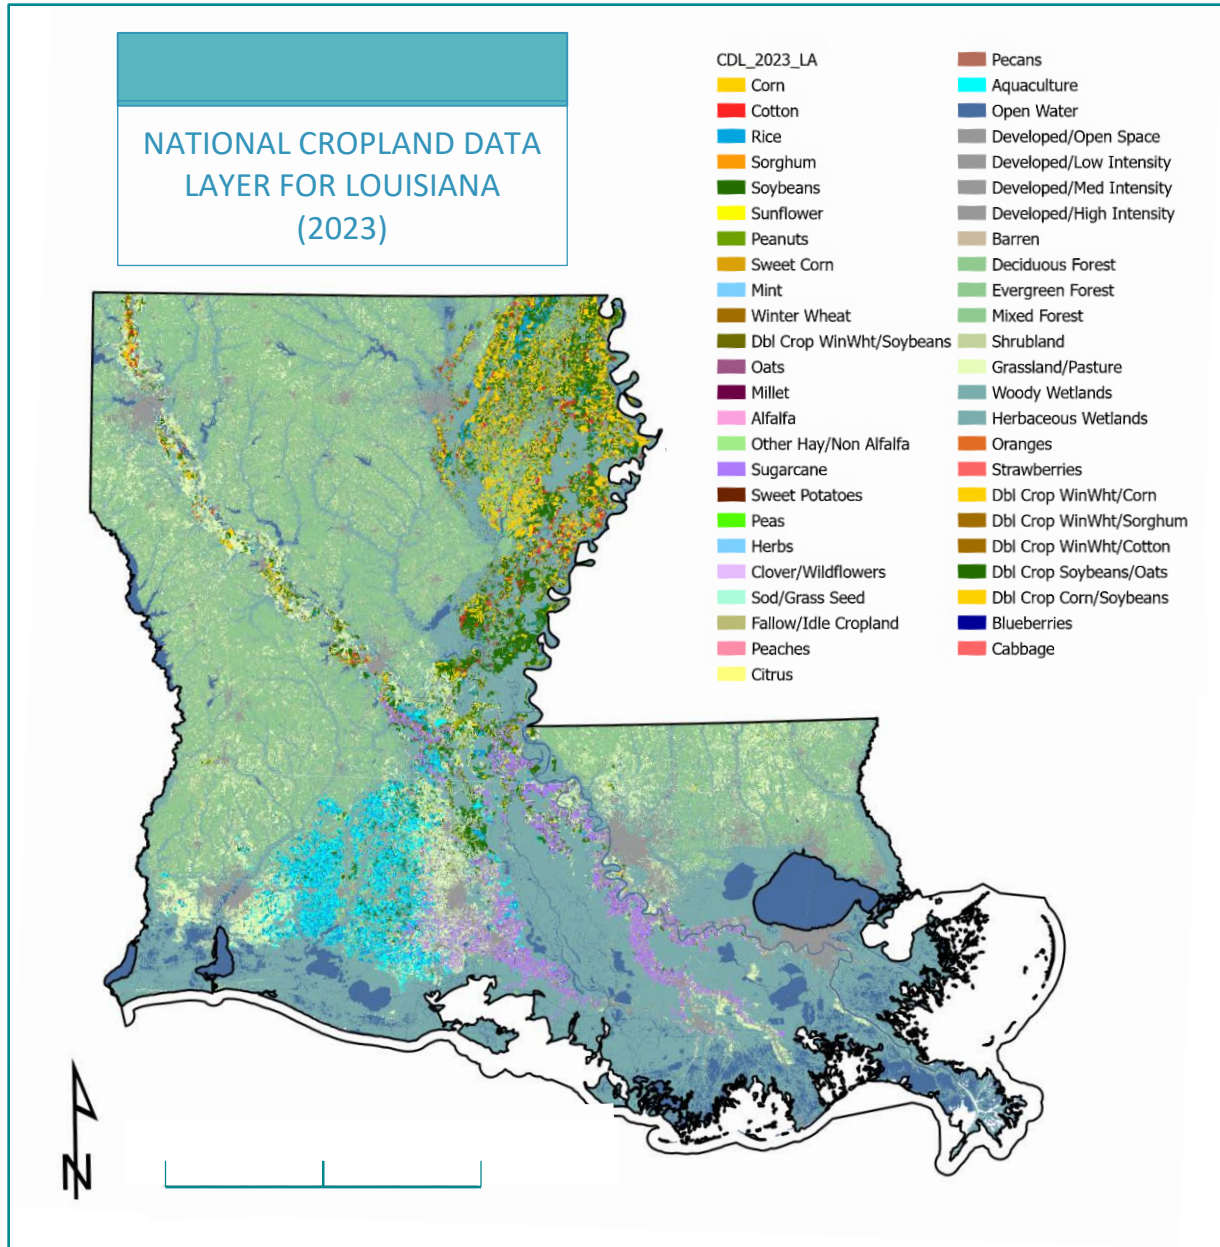 NATIONAL CROPLAND DATA
LAYER FOR LOUISIANA
(2023)
CDL_2023_LA
Corn
Cotton
Rice
Sorghum
Soybeans
Sunflower
Peanuts
Sweet Corn
Mint
Winter Wheat
Dbl Crop WinWht/Soybeans
Oats
Millet
Alfalfa
Other Hay/Non Alfalfa
Sugarcane
Sweet Potatoes
Peas
Herbs
Clover/Wildflowers
Sod/Grass Seed
Fallow/Idle Cropland
Peaches
Citrus
Pecans
Aquaculture
Open Water
Developed/Open Space
Developed/Low Intensity
Developed/Med Intensity
Developed/High Intensity
Barren
Deciduous Forest
Evergreen Forest
Mixed Forest
Shrubland
Grassland/Pasture
Woody Wetlands
Herbaceous Wetlands
Oranges
Strawberries
Dbl Crop WinWht/Corn
Dbl Crop WinWht/Sorghum
Dbl Crop WinWht/Cotton
Dbl Crop Soybeans/Oats
Dbl Crop Corn/Soybeans
Blueberries
Cabbage
N